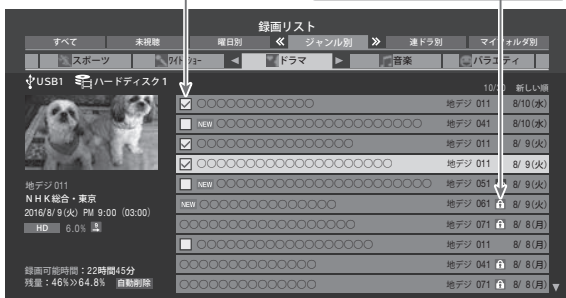 録画リスト
すべて 未視聴 曜日別 ≪ ジャンル別 ≫ 連ドラ別 マイフォルダ別
スポーツ ワイドショー ◀ ドラマ ▶ 音楽 バラエティ
USB1 ハードディスク1
10/30 新しい順
○○○○○○○○○○○○ 地デジ 011 8/10(水)
NEW ○○○○○○○○○○○○○○○○○○○○○ 地デジ 041 8/10(水)
○○○○○○○○○○○○○○○○ 地デジ 011 8/ 9(火)
○○○○○○○○○○○○○○○○○○○○ 地デジ 011 8/ 9(火)
NEW ○○○○○○○○○○○○○○○○○○○○○○ 地デジ 051 8/ 9(火)
NEW ○○○○○○○○○○○○○ 地デジ 061 8/ 9(火)
○○○○○○○○○○○○○○○○○ 地デジ 071 8/ 8(月)
○○○○○○○○○○○○○○○○○○ 地デジ 011 8/ 8(月)
○○○○○○○○○○○○○○○○○○○○ 地デジ 041 8/ 8(月)
○○○○○○○○○○○○○○ 地デジ 071 8/ 8(月)
地デジ 011
NHK総合・東京
2016/8/ 9(火) PM 9:00 (03:00)
HD 6.0%
録画可能時間：22時間45分
残量：46%≫64.8% 自動削除